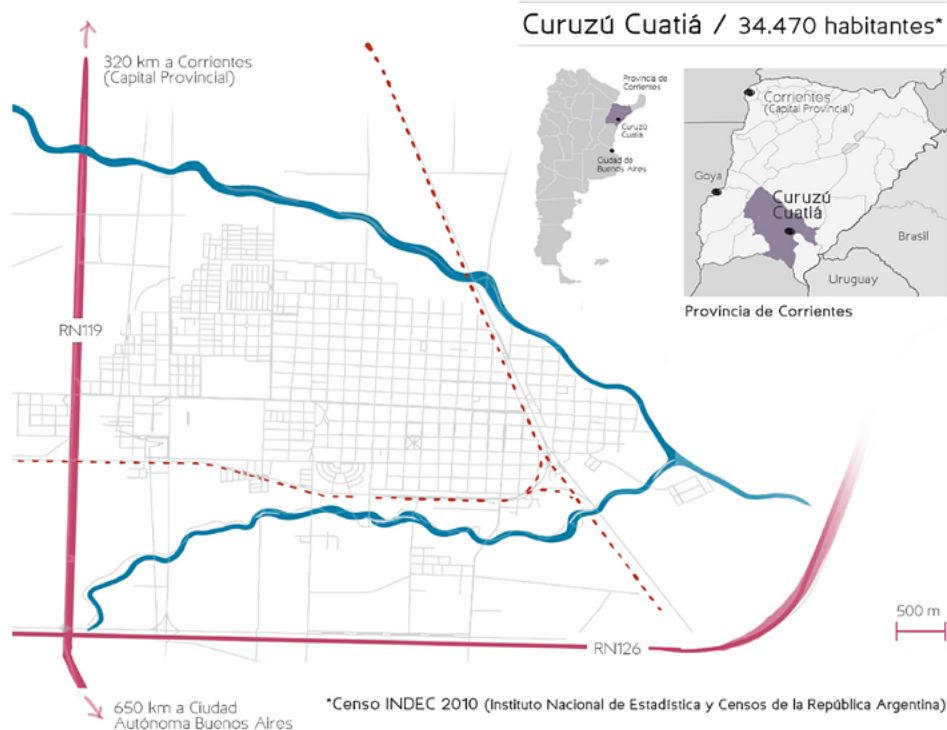 Curuzú Cuatiá / 34.470 habitantes*
320 km a Corrientes
(Capital Provincial)
Provincia de
Corrientes
Curuzú
Cuatiá
Ciudad de
Buenos Aires
Corrientes
(Capital Provincial)
Goya
Curuzú
Cuatiá
Brasil
Uruguay
Provincia de Corrientes
RN119
500 m
RN126
650 km a Ciudad
Autónoma Buenos Aires
*Censo INDEC 2010 (Instituto Nacional de Estadística y Censos de la República Argentina)